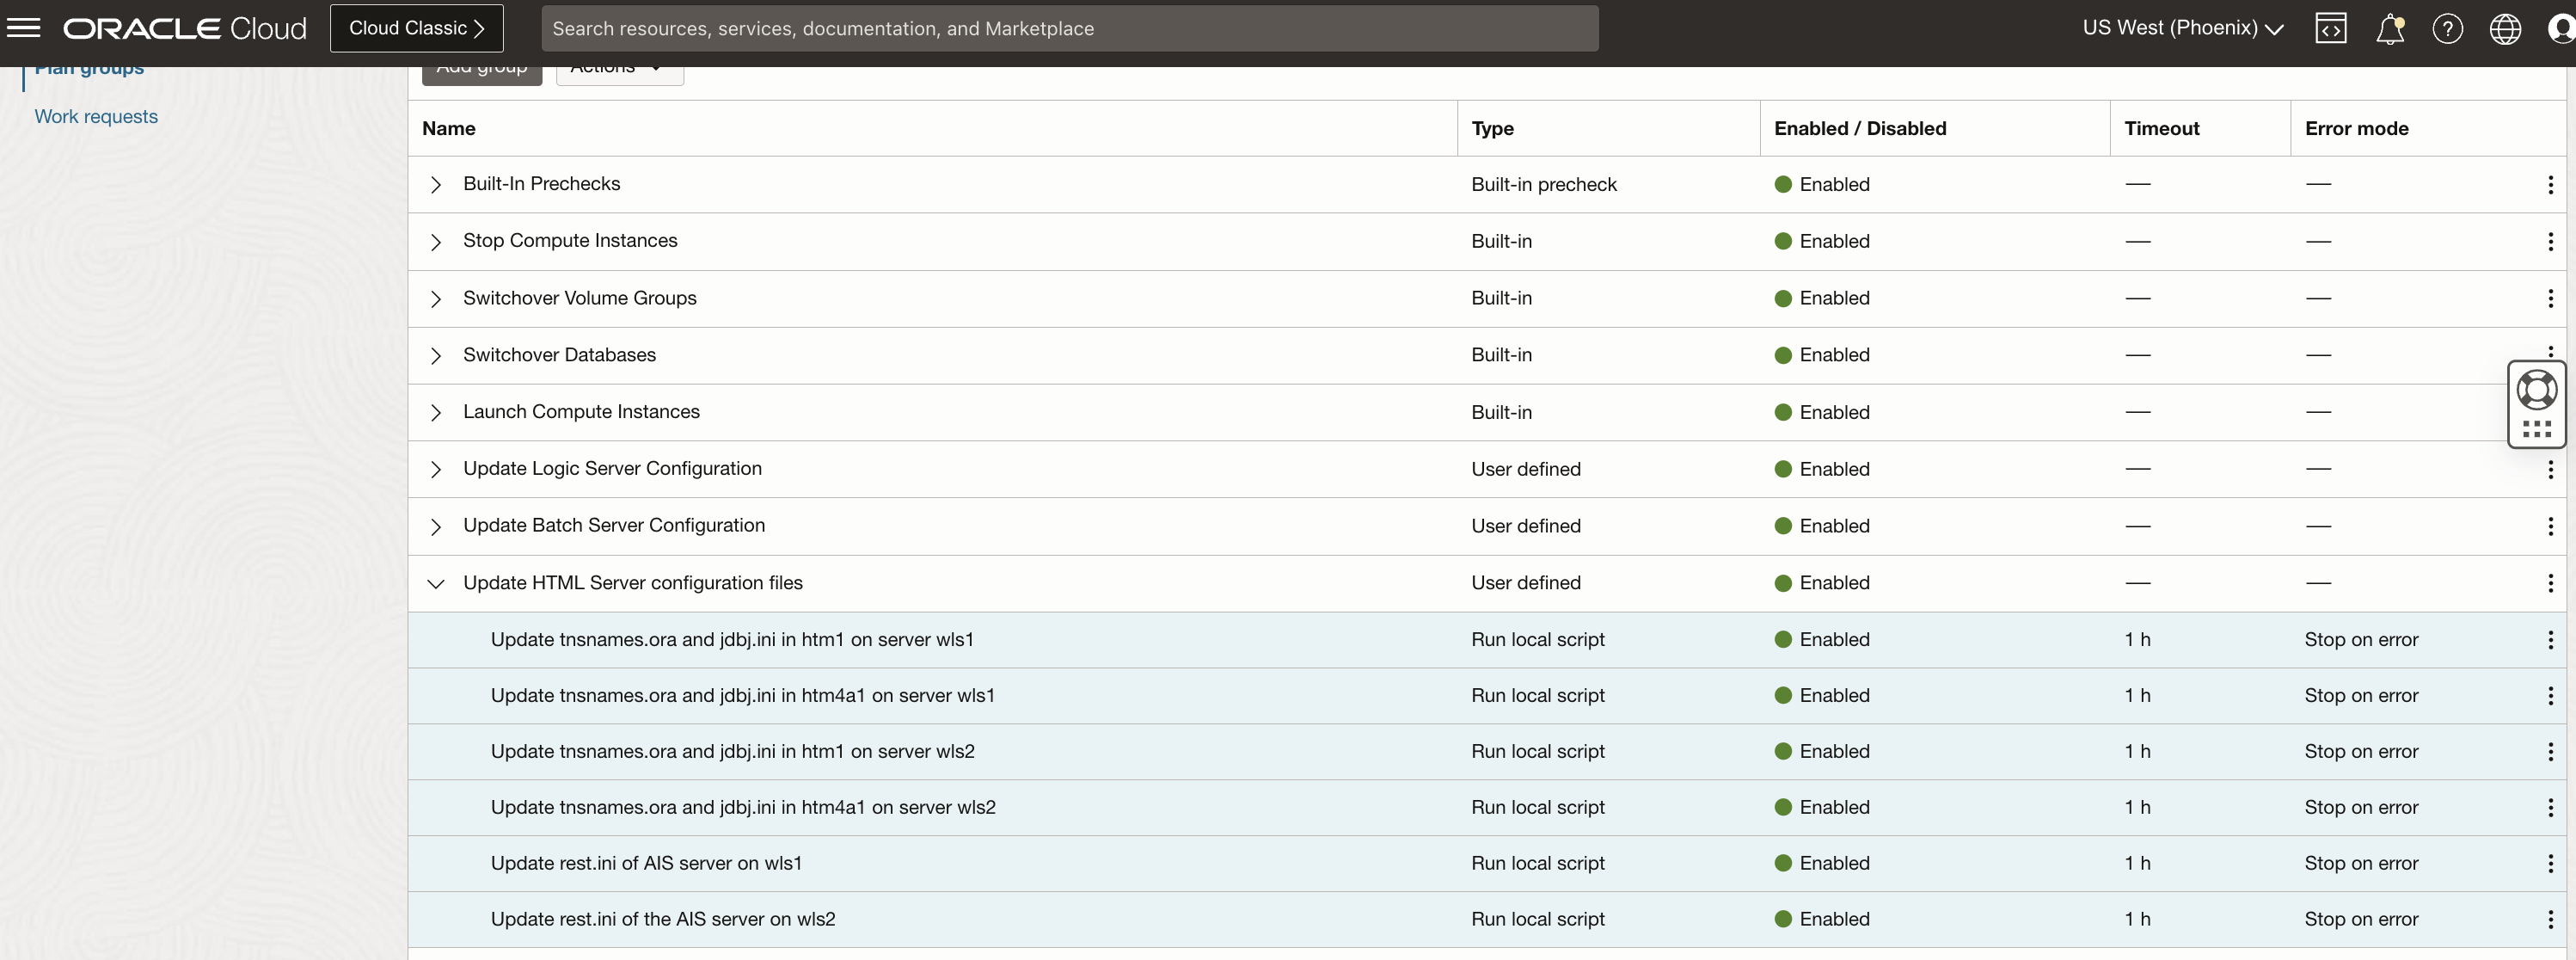 ORACLE Cloud
Cloud Classic
Search resources, services, documentation, and Marketplace
US West (Phoenix)
Plan groups
Work requests
Add group
Actions
Name Type Enabled / Disabled Timeout Error mode
Built-In Prechecks Built-in precheck Enabled — —
Stop Compute Instances Built-in Enabled — —
Switchover Volume Groups Built-in Enabled — —
Switchover Databases Built-in Enabled — —
Launch Compute Instances Built-in Enabled — —
Update Logic Server Configuration User defined Enabled — —
Update Batch Server Configuration User defined Enabled — —
Update HTML Server configuration files User defined Enabled — —
Update tnsnames.ora and jdbj.ini in htm1 on server wls1 Run local script Enabled 1 h Stop on error
Update tnsnames.ora and jdbj.ini in htm4a1 on server wls1 Run local script Enabled 1 h Stop on error
Update tnsnames.ora and jdbj.ini in htm1 on server wls2 Run local script Enabled 1 h Stop on error
Update tnsnames.ora and jdbj.ini in htm4a1 on server wls2 Run local script Enabled 1 h Stop on error
Update rest.ini of AIS server on wls1 Run local script Enabled 1 h Stop on error
Update rest.ini of the AIS server on wls2 Run local script Enabled 1 h Stop on error